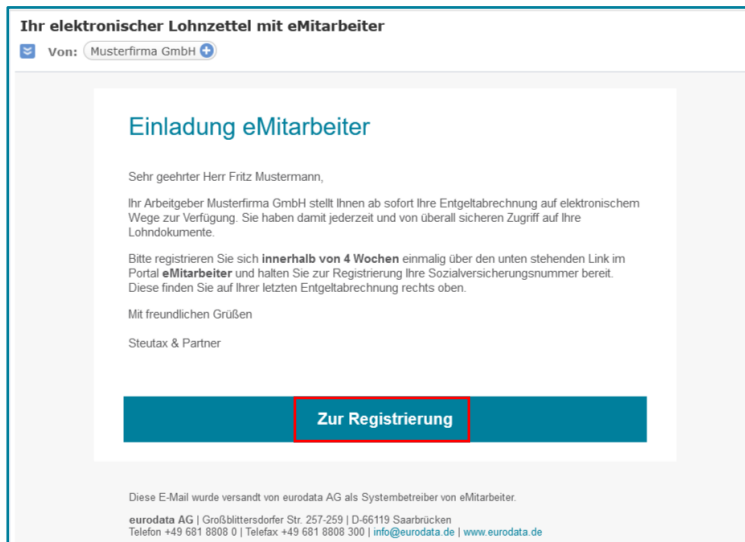 Ihr elektronischer Lohnzettel mit eMitarbeiter
Von: Musterfirma GmbH
Einladung eMitarbeiter
Sehr geehrter Herr Fritz Mustermann,
Ihr Arbeitgeber Musterfirma GmbH stellt Ihnen ab sofort Ihre Entgeltabrechnung auf elektronischem
Wege zur Verfügung. Sie haben damit jederzeit und von überall sicheren Zugriff auf Ihre
Lohndokumente.
Bitte registrieren Sie sich innerhalb von 4 Wochen einmalig über den unten stehenden Link im
Portal eMitarbeiter und halten Sie zur Registrierung Ihre Sozialversicherungsnummer bereit.
Diese finden Sie auf Ihrer letzten Entgeltabrechnung rechts oben.
Mit freundlichen Grüßen
Steutax & Partner
Zur Registrierung
Diese E-Mail wurde versandt von eurodata AG als Systembetreiber von eMitarbeiter.
eurodata AG | Großblittersdorfer Str. 257-259 | D-66119 Saarbrücken
Telefon +49 681 8808 0 | Telefax +49 681 8808 300 | info@eurodata.de | www.eurodata.de